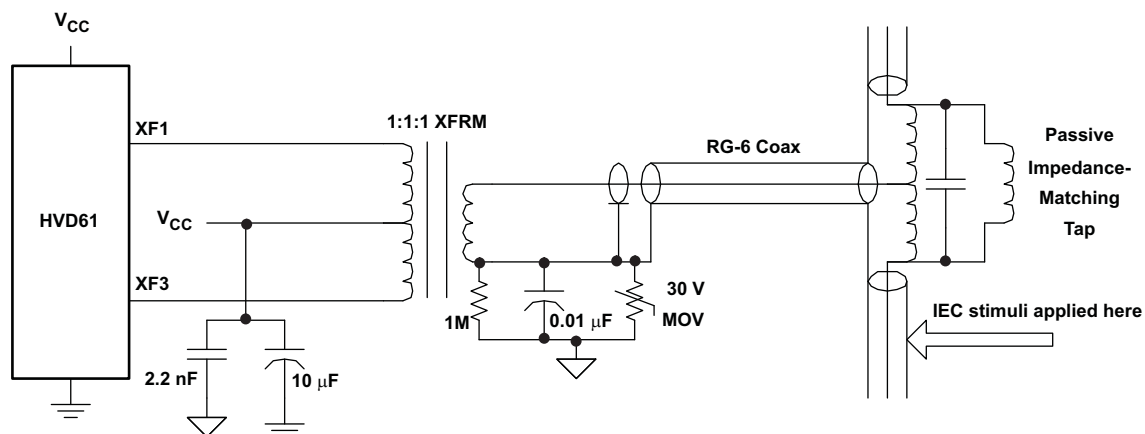 VCC
HVD61
XF1
1:1:1 XFRM
VCC
XF3
2.2 nF
10 μF
1M
0.01 μF
30 V
MOV
RG-6 Coax
Passive
Impedance-
Matching
Tap
IEC stimuli applied here